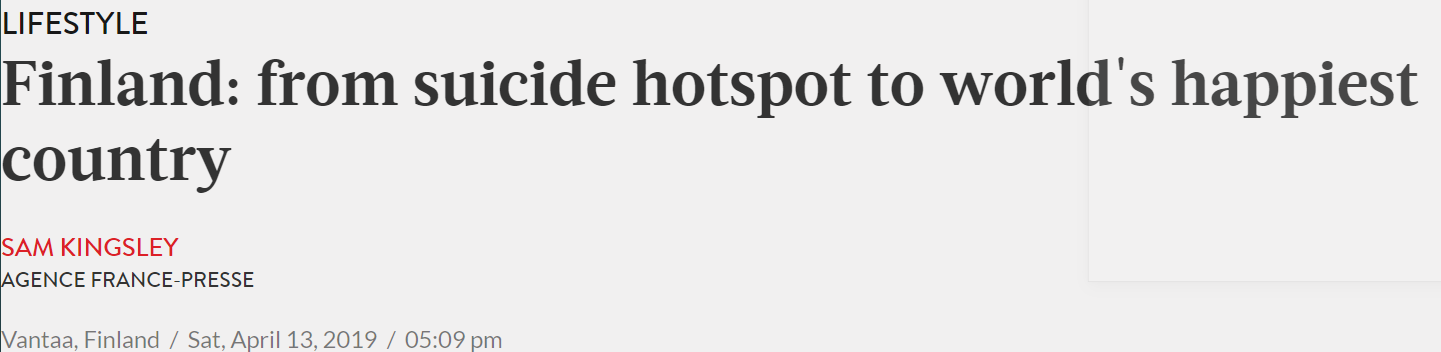 LIFESTYLE
Finland: from suicide hotspot to world's happiest
country
SAM KINGSLEY
AGENCE FRANCE-PRESSE
Vantaa, Finland / Sat, April 13, 2019 / 05:09 pm